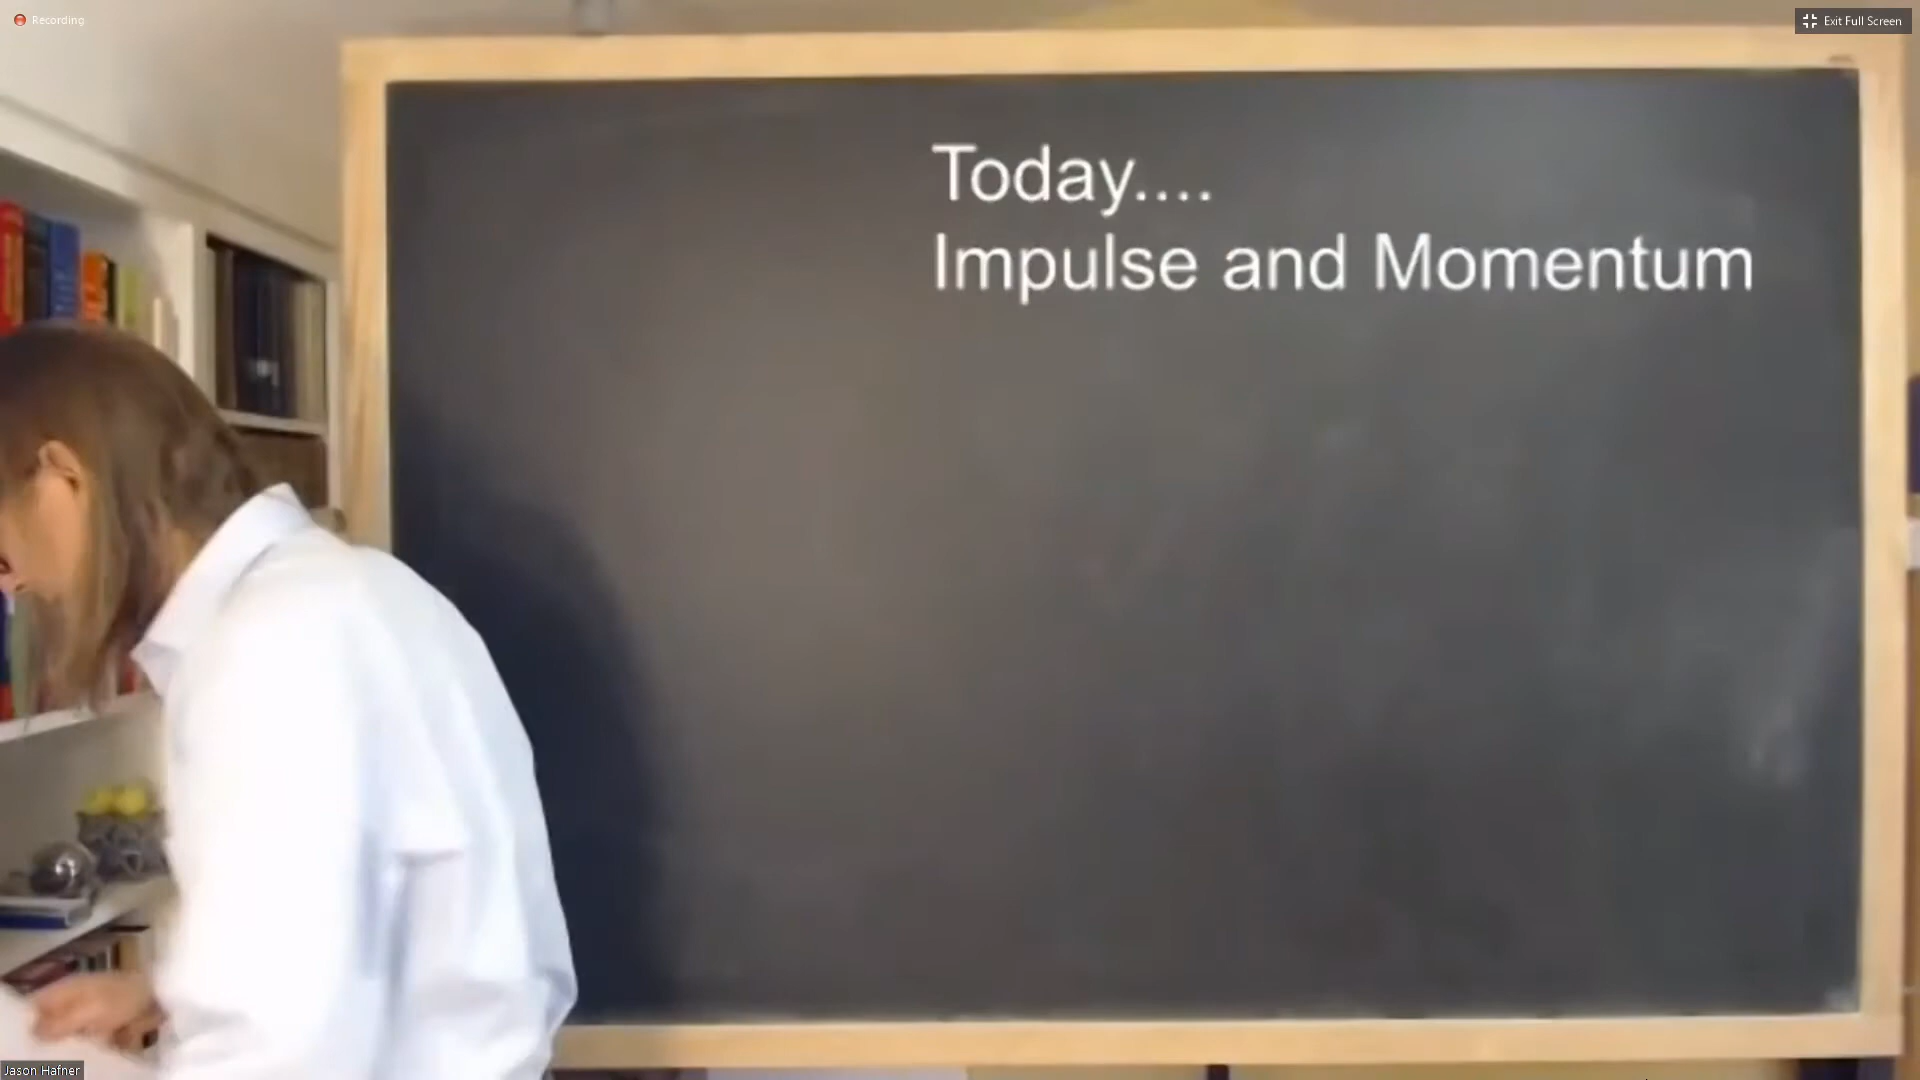 Recording
Exit Full Screen
Today....
Impulse and Momentum
Jason Hafner